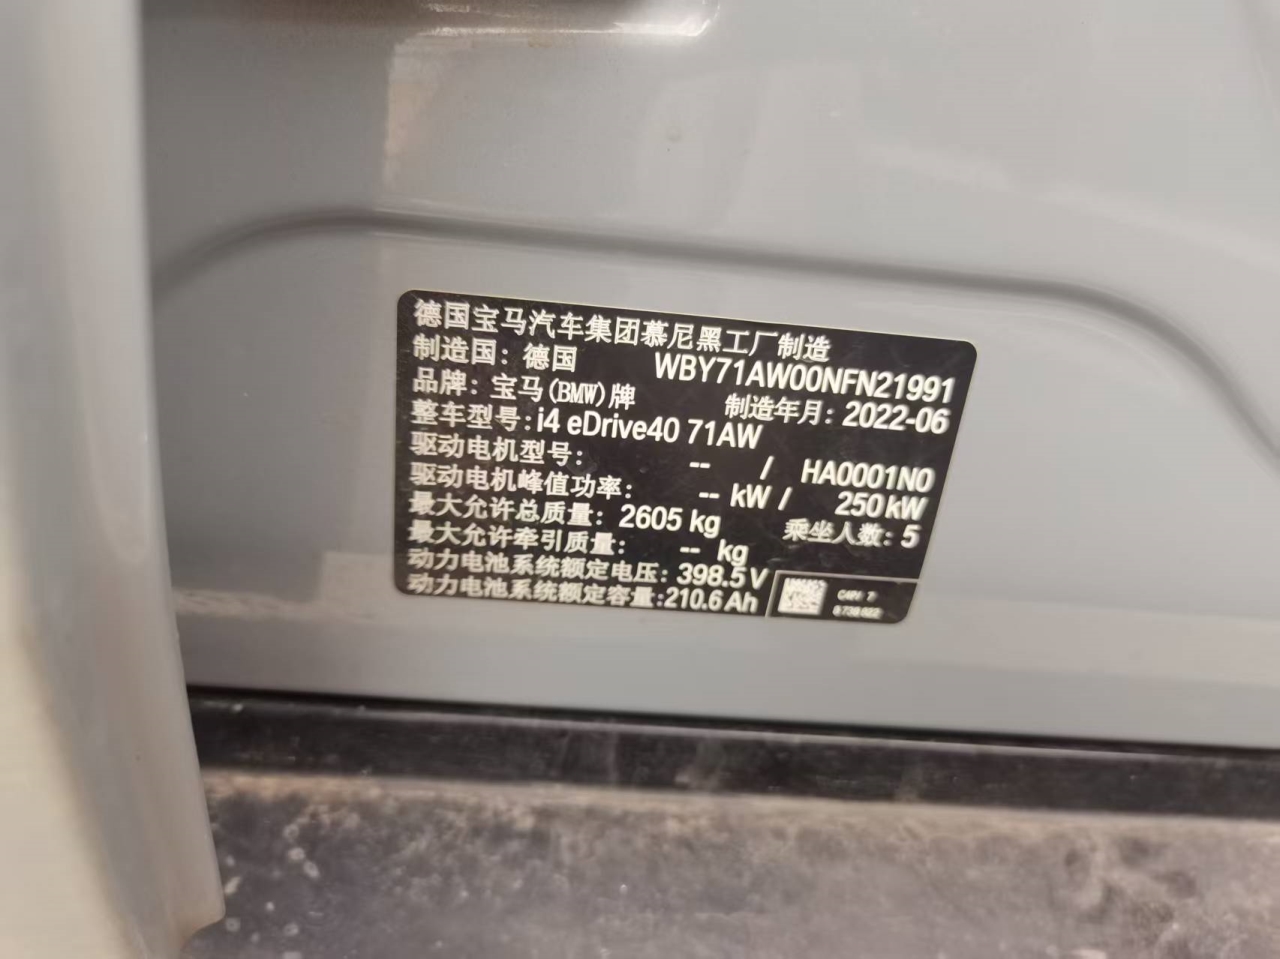 德国宝马汽车集团慕尼黑工厂制造
制造国：德国 WBY71AW00NFN21991
品牌：宝马(BMW)牌 制造年月：2022-06
整车型号:i4 eDrive40 71AW
驱动电机型号： -- / HA0001N0
驱动电机峰值功率： -- kW / 250 kW
最大允许总质量：2605 kg 乘坐人数：5
最大允许牵引质量： -- kg
动力电池系统额定电压：398.5 V
动力电池系统额定容量:210.6 Ah